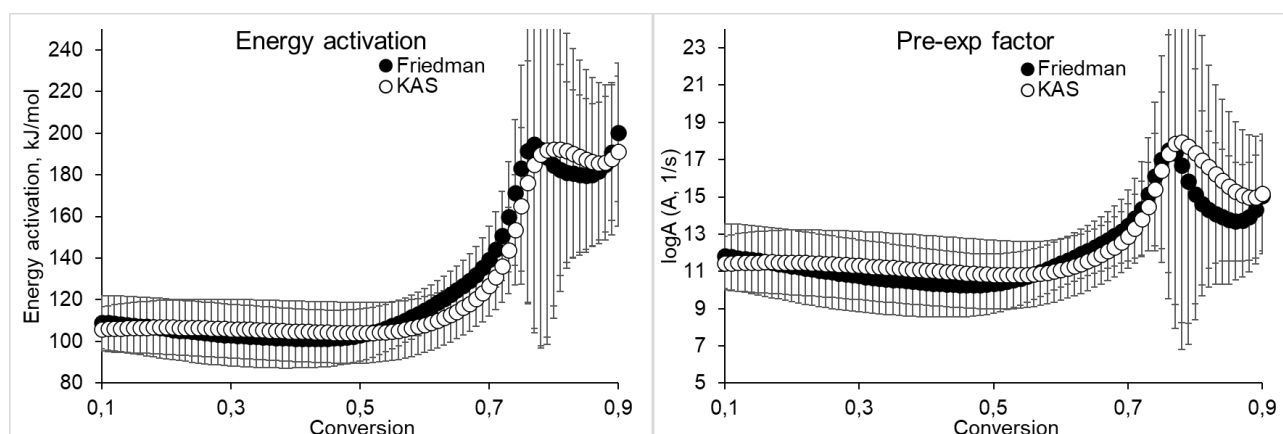 Energy activation
Friedman
KAS
Energy activation, kJ/mol
240
220
200
180
160
140
120
100
80
0,1
0,3
0,5
0,7
0,9
Conversion
Pre-exp factor
Friedman
KAS
logA (A, 1/s)
23
21
19
17
15
13
11
9
7
5
0,1
0,3
0,5
0,7
0,9
Conversion